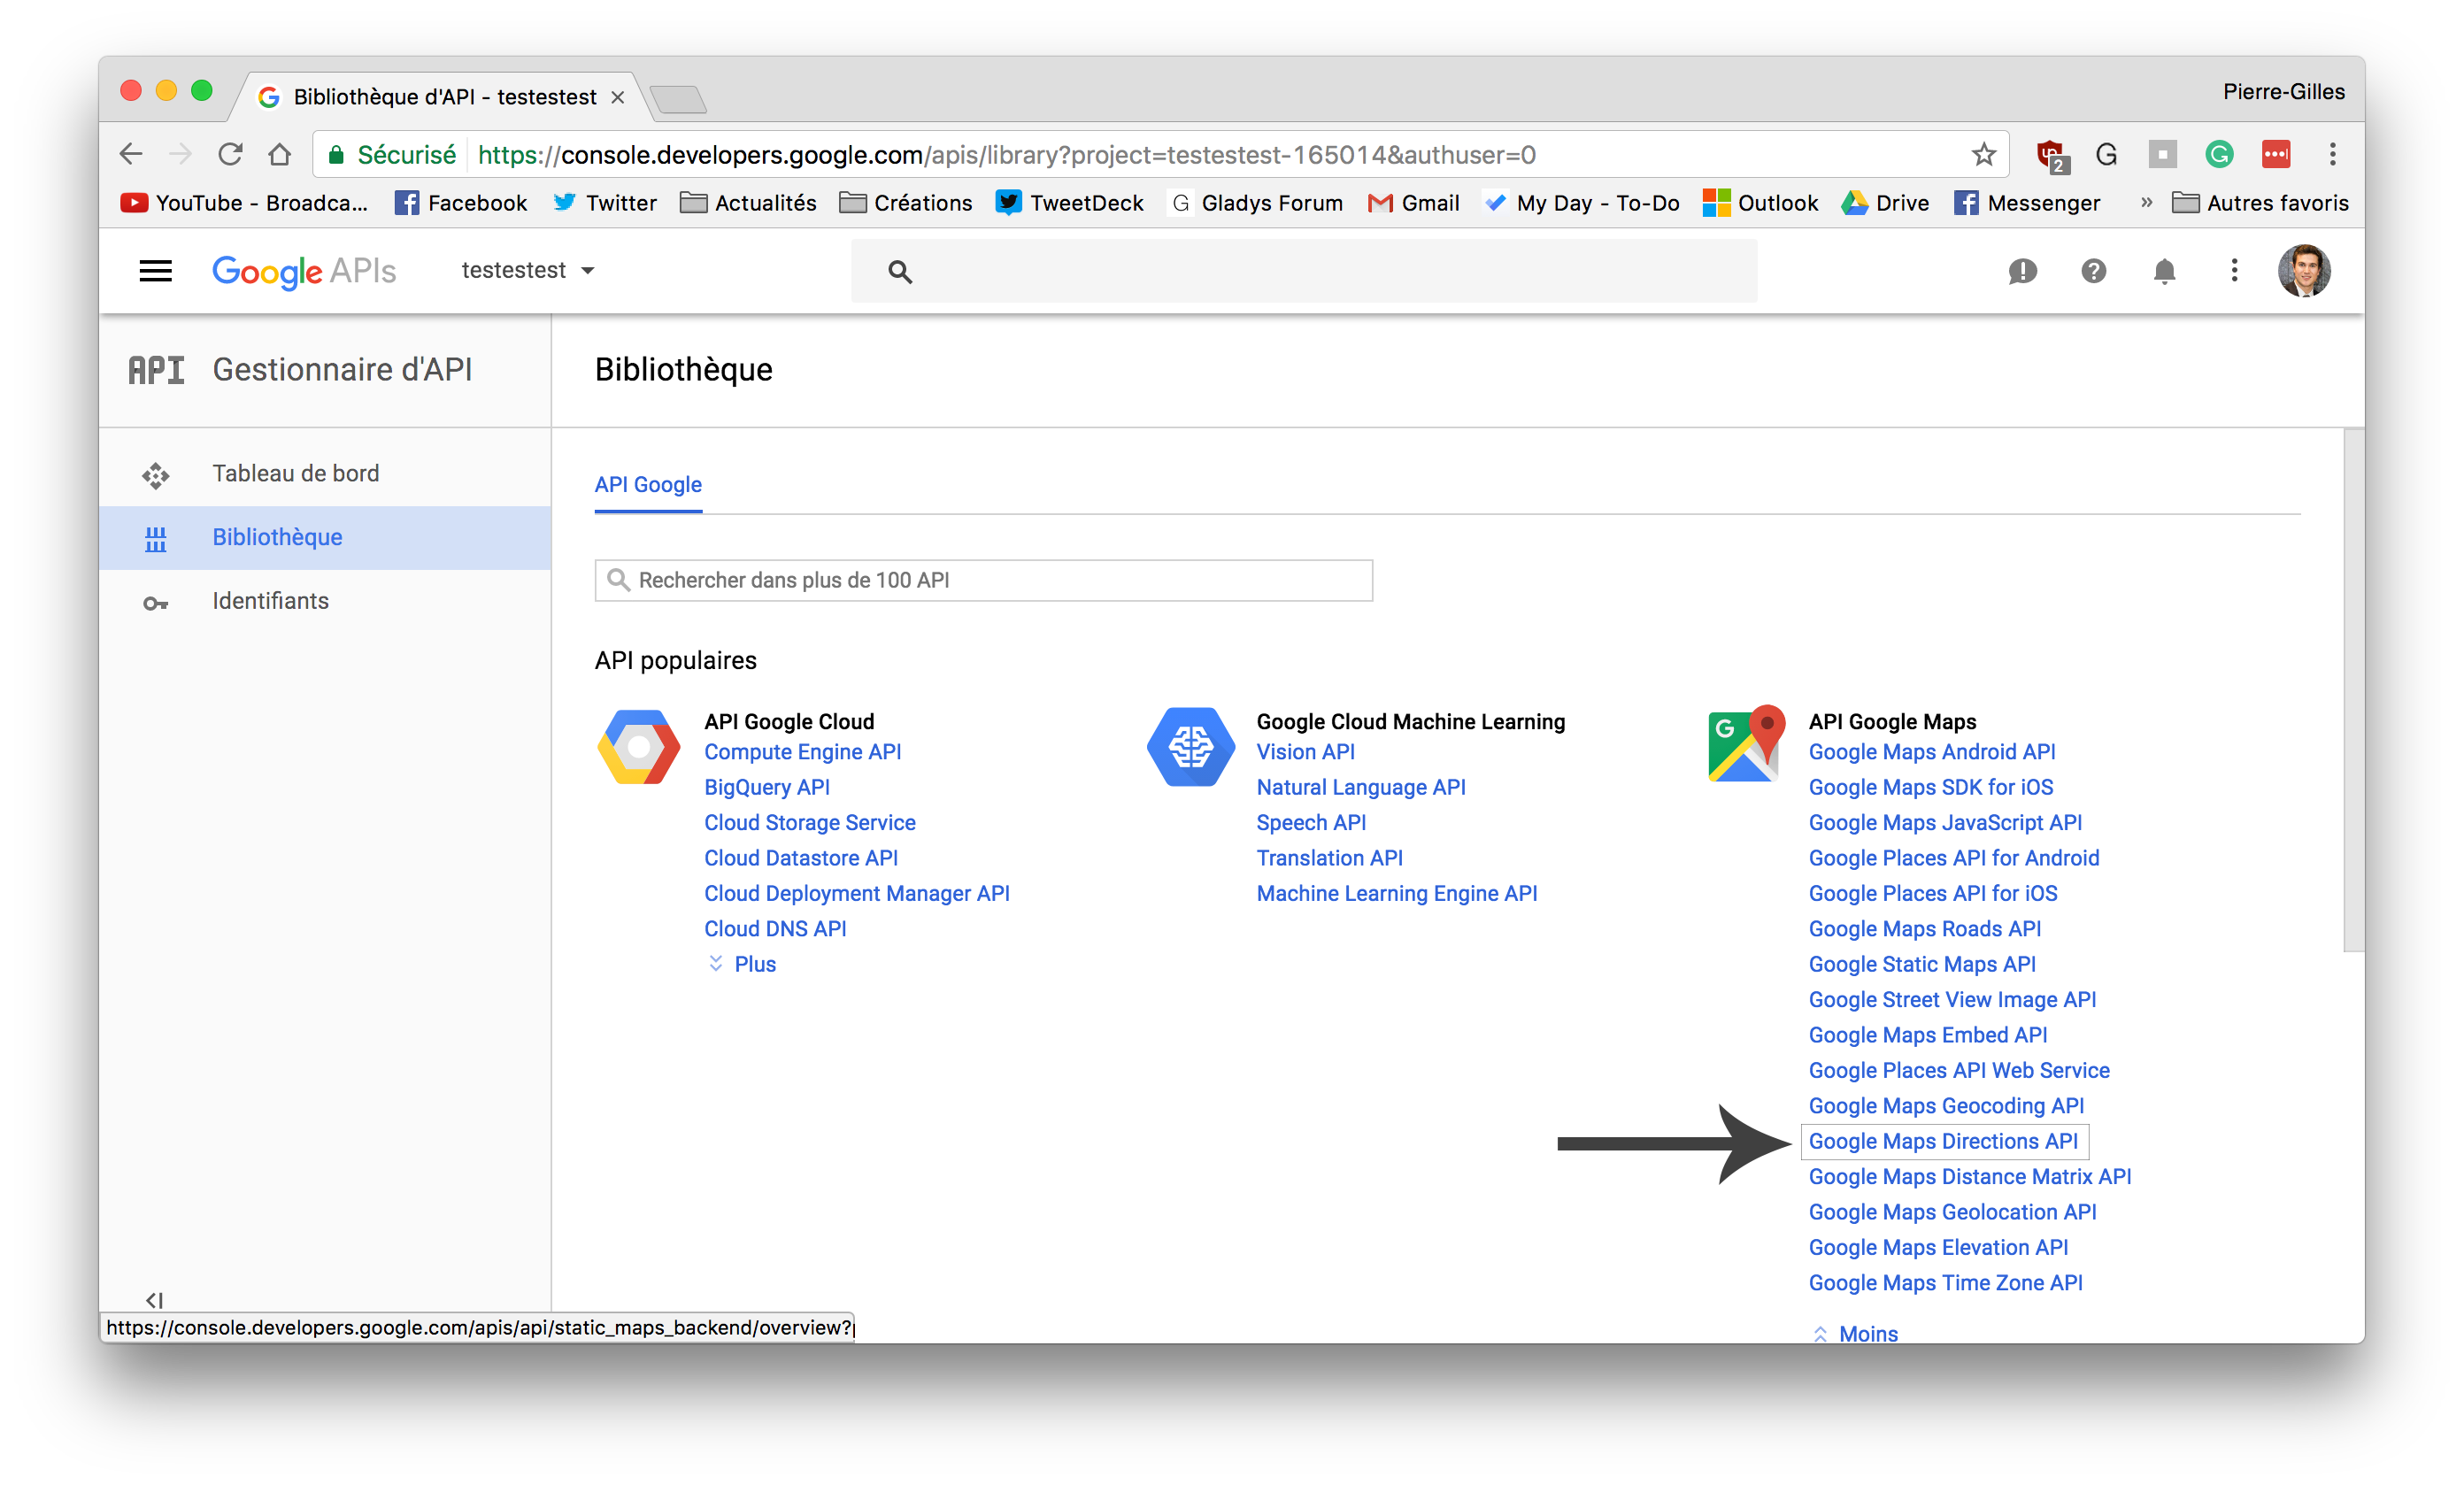 Bibliothèque d'API - testestest
Pierre-Gilles
Sécurisé https://console.developers.google.com/apis/library?project=testestest-165014&authuser=0
2
YouTube - Broadca... Facebook Twitter Actualités Créations TweetDeck G Gladys Forum Gmail My Day - To-Do Outlook Drive Messenger » Autres favoris
Google APIs testestest
API Gestionnaire d'API
Bibliothèque
Tableau de bord
Bibliothèque
Identifiants
API Google
Rechercher dans plus de 100 API
API populaires
API Google Cloud
Compute Engine API
BigQuery API
Cloud Storage Service
Cloud Datastore API
Cloud Deployment Manager API
Cloud DNS API
Plus
Google Cloud Machine Learning
Vision API
Natural Language API
Speech API
Translation API
Machine Learning Engine API
API Google Maps
Google Maps Android API
Google Maps SDK for iOS
Google Maps JavaScript API
Google Places API for Android
Google Places API for iOS
Google Maps Roads API
Google Static Maps API
Google Street View Image API
Google Maps Embed API
Google Places API Web Service
Google Maps Geocoding API
Google Maps Directions API
Google Maps Distance Matrix API
Google Maps Geolocation API
Google Maps Elevation API
Google Maps Time Zone API
Moins
https://console.developers.google.com/apis/api/static_maps_backend/overview?